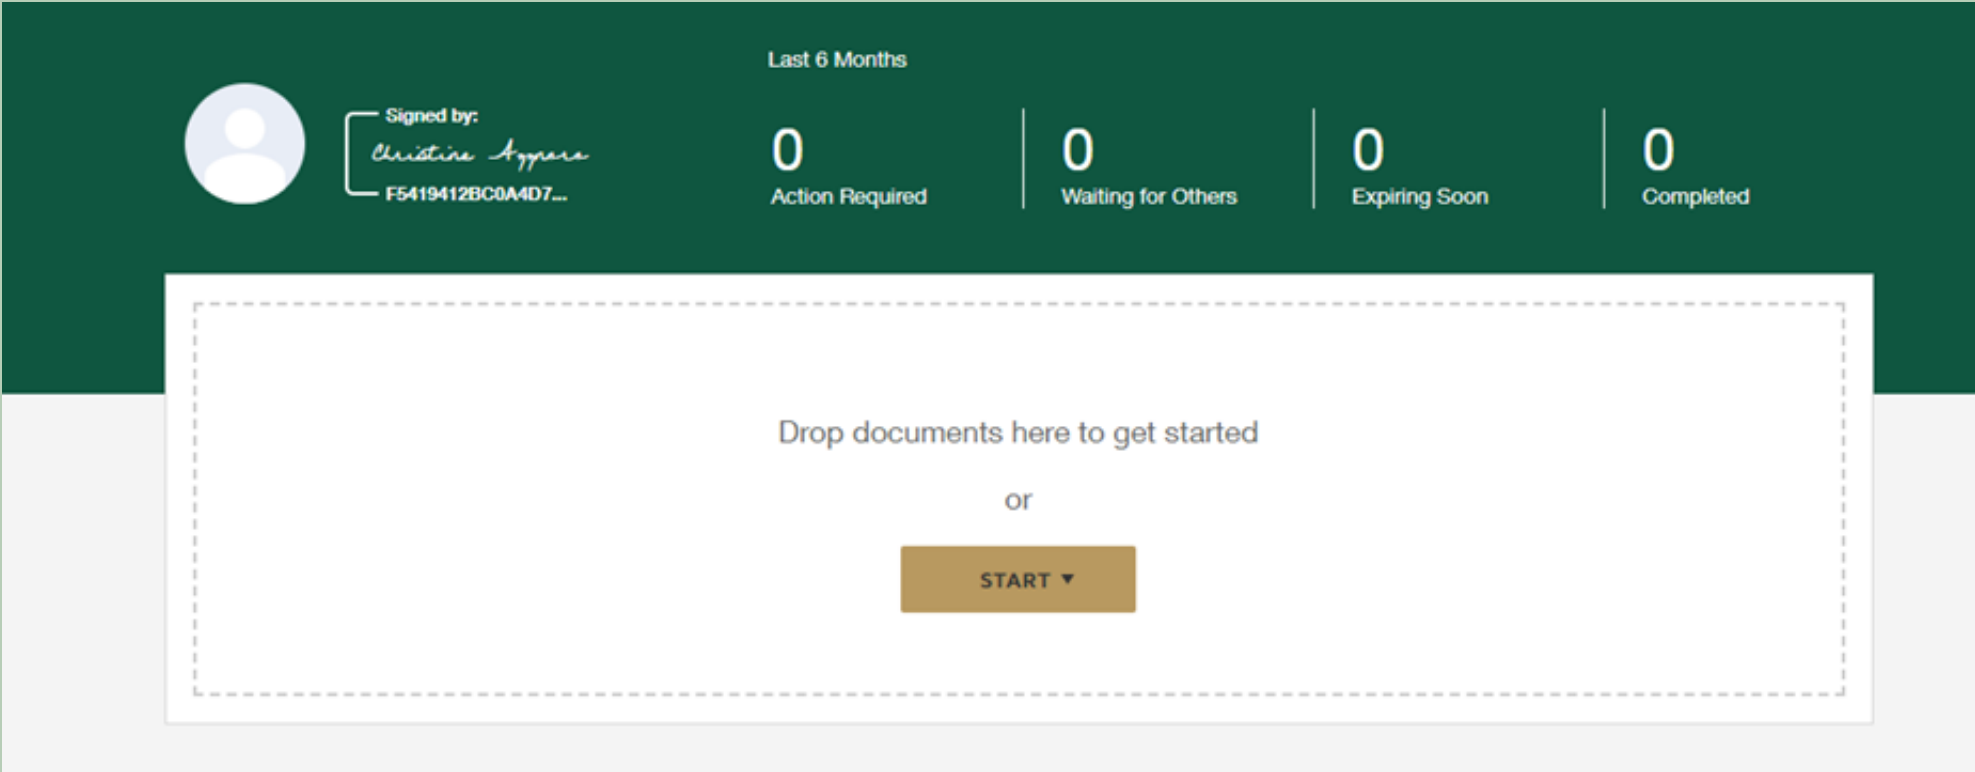 Last 6 Months
Signed by:
Christine
F5419412BC0A4D7...
0
Action Required
0
Waiting for Others
0
Expiring Soon
0
Completed
Drop documents here to get started
or
START